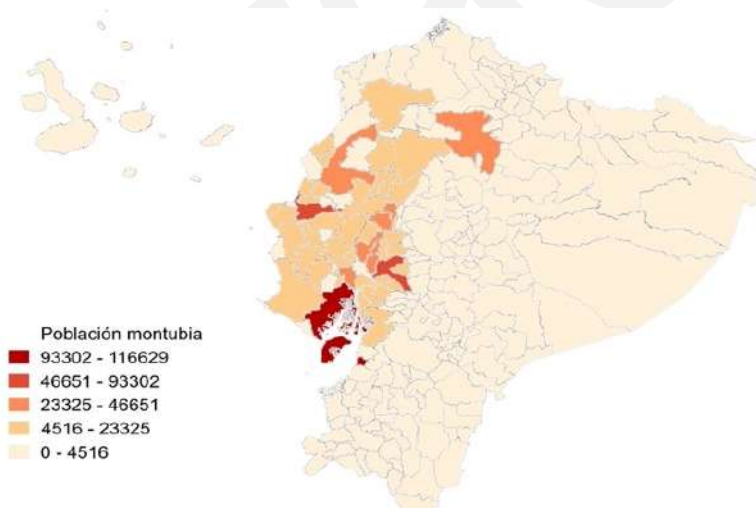 Población montubia
93302 - 116629
46651 - 93302
23325 - 46651
4516 - 23325
0 - 4516